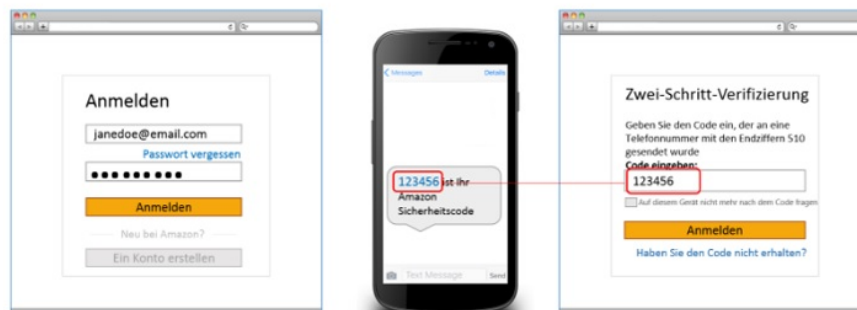 Anmelden
janedoe@email.com
Passwort vergessen
Anmelden
Neu bei Amazon?
Ein Konto erstellen
Messages
Details
123456 ist Ihr
Amazon
Sicherheitscode
Text Message
Send
Zwei-Schritt-Verifizierung
Geben Sie den Code ein, der an eine
Telefonnummer mit den Endziffern 510
gesendet wurde
Code eingeben:
123456
Auf diesem Gerät nicht mehr nach dem Code fragen
Anmelden
Haben Sie den Code nicht erhalten?